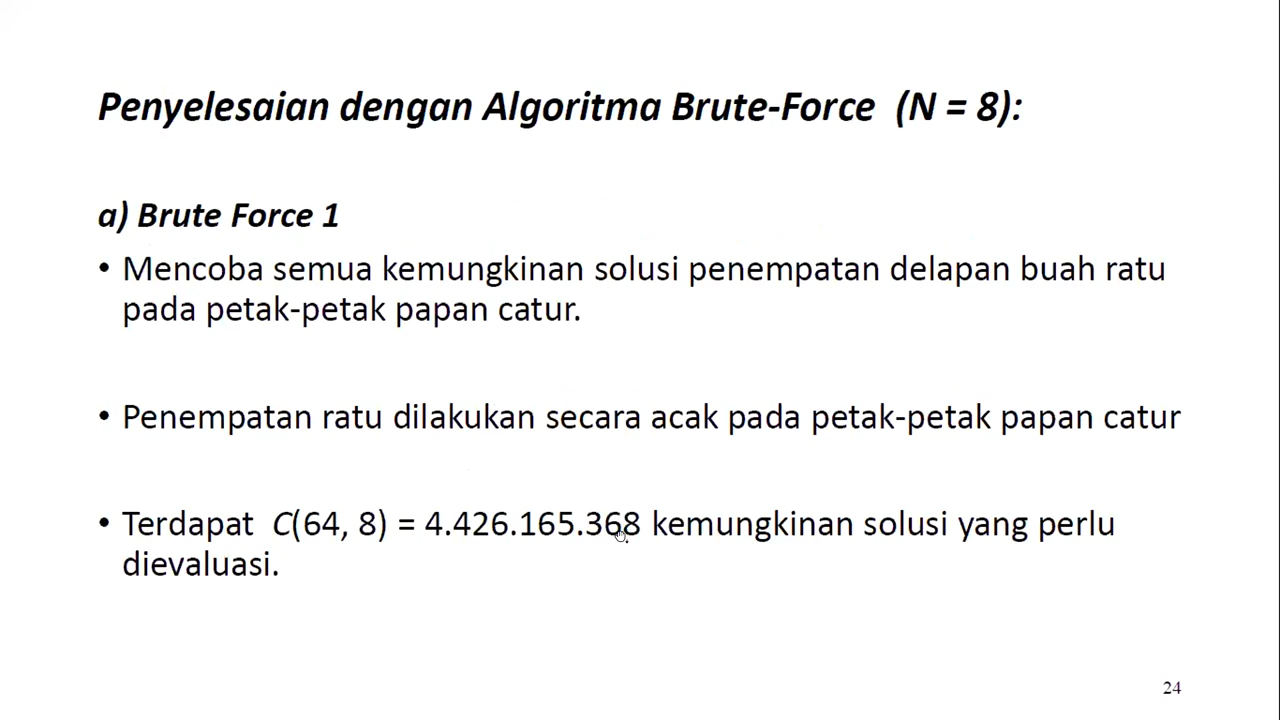 Penyelesaian dengan Algoritma Brute-Force (N = 8):
a) Brute Force 1
• Mencoba semua kemungkinan solusi penempatan delapan buah ratu
pada petak-petak papan catur.
• Penempatan ratu dilakukan secara acak pada petak-petak papan catur
• Terdapat C(64, 8) = 4.426.165.368 kemungkinan solusi yang perlu
dievaluasi.
24